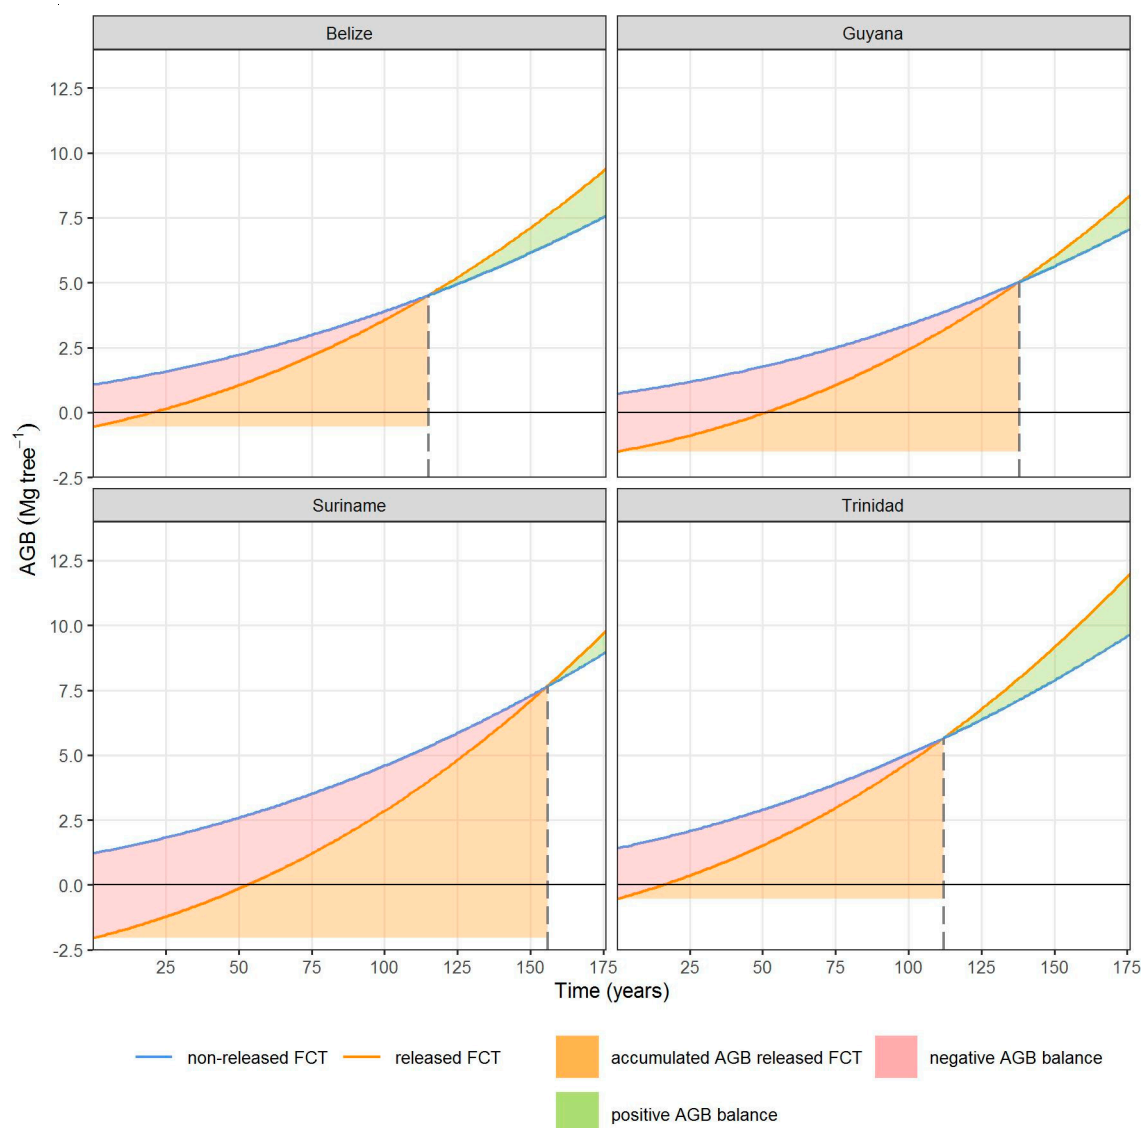 Belize
Guyana
12.5
10.0
7.5
5.0
2.5
0.0
-2.5
Suriname
Trinidad
12.5
10.0
7.5
5.0
2.5
0.0
-2.5
AGB (Mg tree⁻¹)
25 50 75 100 125 150 175
25 50 75 100 125 150 175
Time (years)
non-released FCT
released FCT
accumulated AGB released FCT
negative AGB balance
positive AGB balance